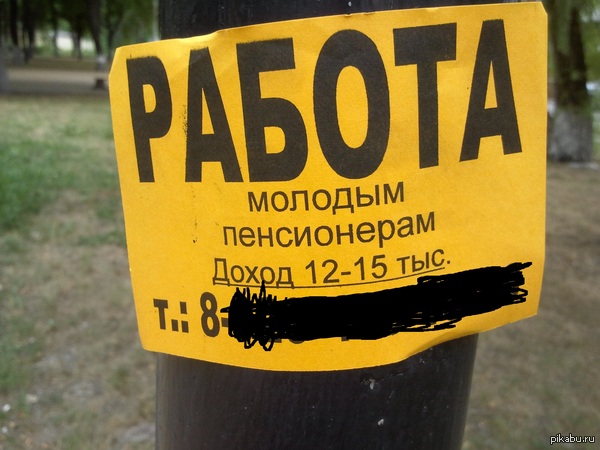 РАБОТА
молодым
пенсионерам
Доход 12-15 тыс.
т.: 8-
pikabu.ru